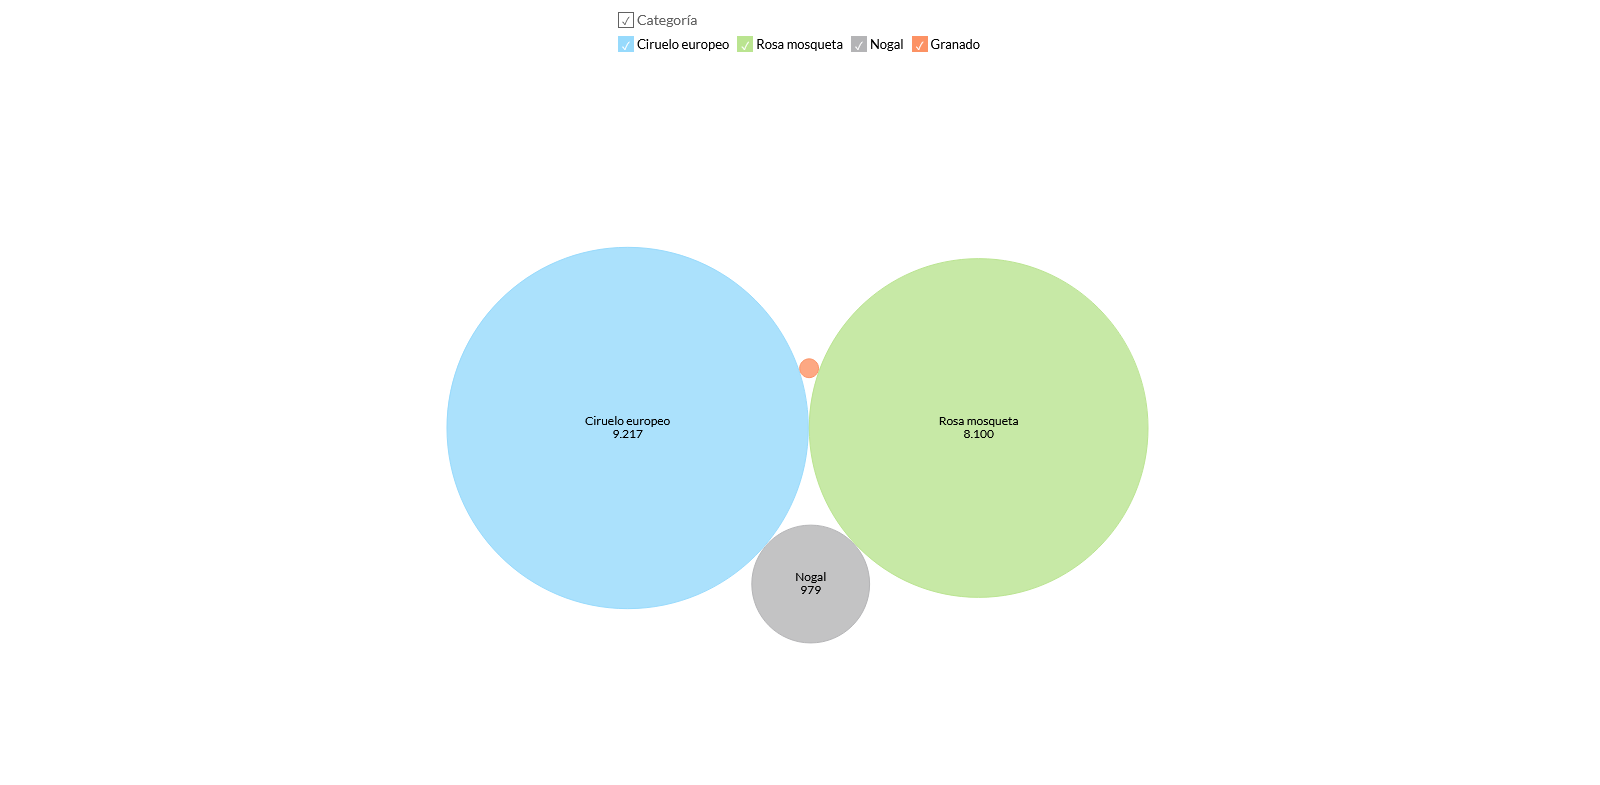 Categoría
Ciruelo europeo Rosa mosqueta Nogal Granado
Ciruelo europeo
9.217
Rosa mosqueta
8.100
Nogal
979